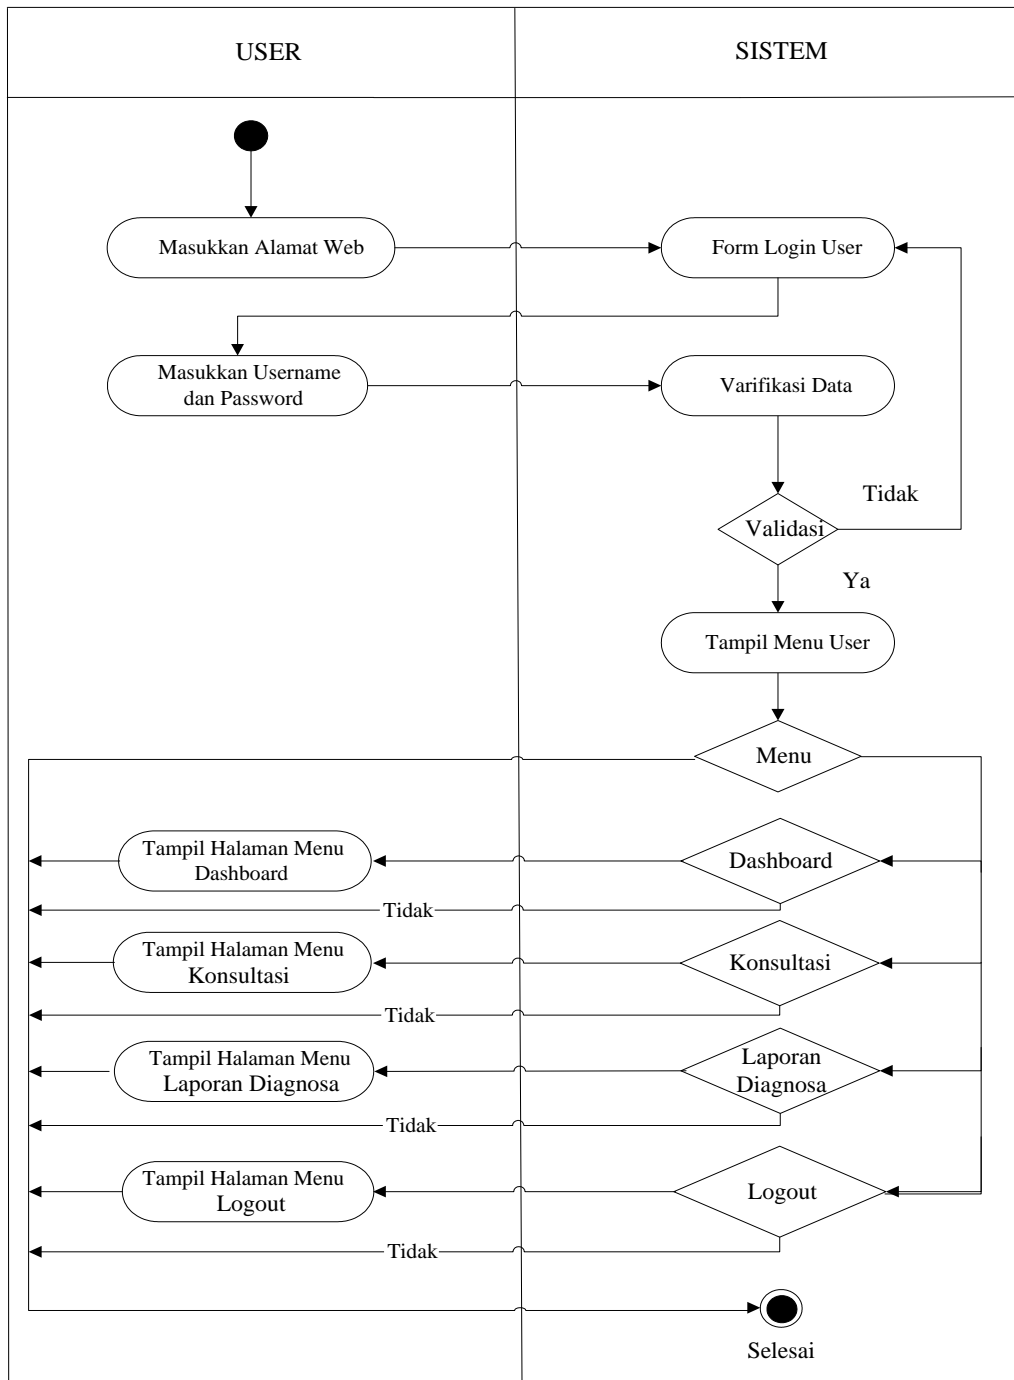 USER
SISTEM
Masukkan Alamat Web
Form Login User
Masukkan Username
dan Password
Varifikasi Data
Tidak
Validasi
Ya
Tampil Menu User
Menu
Tampil Halaman Menu
Dashboard
Dashboard
Tidak
Tampil Halaman Menu
Konsultasi
Konsultasi
Tidak
Tampil Halaman Menu
Laporan Diagnosa
Laporan
Diagnosa
Tidak
Tampil Halaman Menu
Logout
Logout
Tidak
Selesai